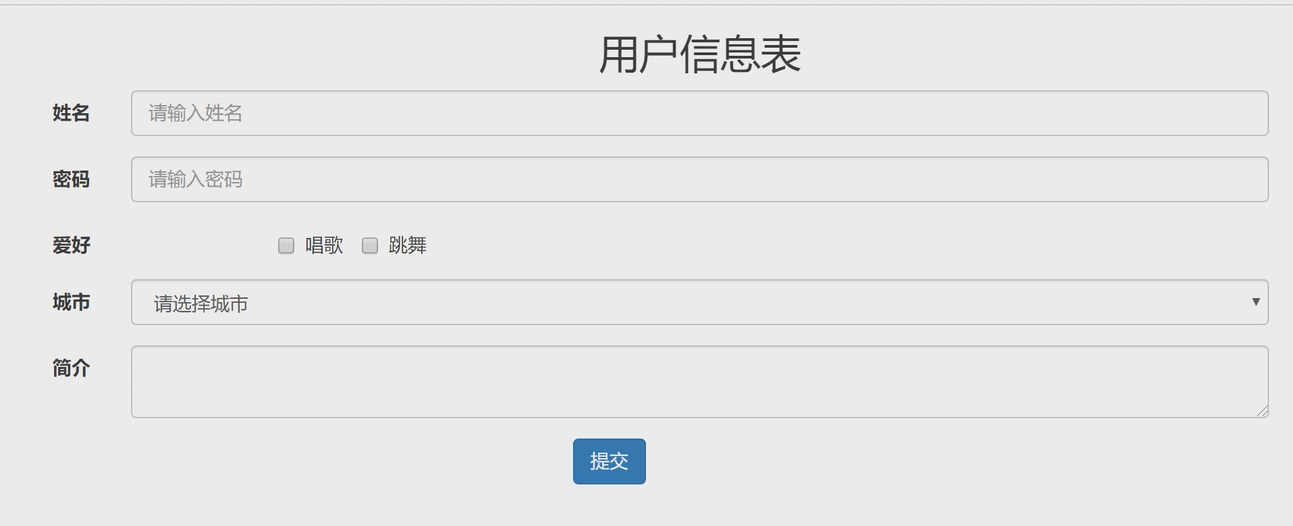 用户信息表
姓名 请输入姓名
密码 请输入密码
爱好 唱歌 跳舞
城市 请选择城市
简介
提交